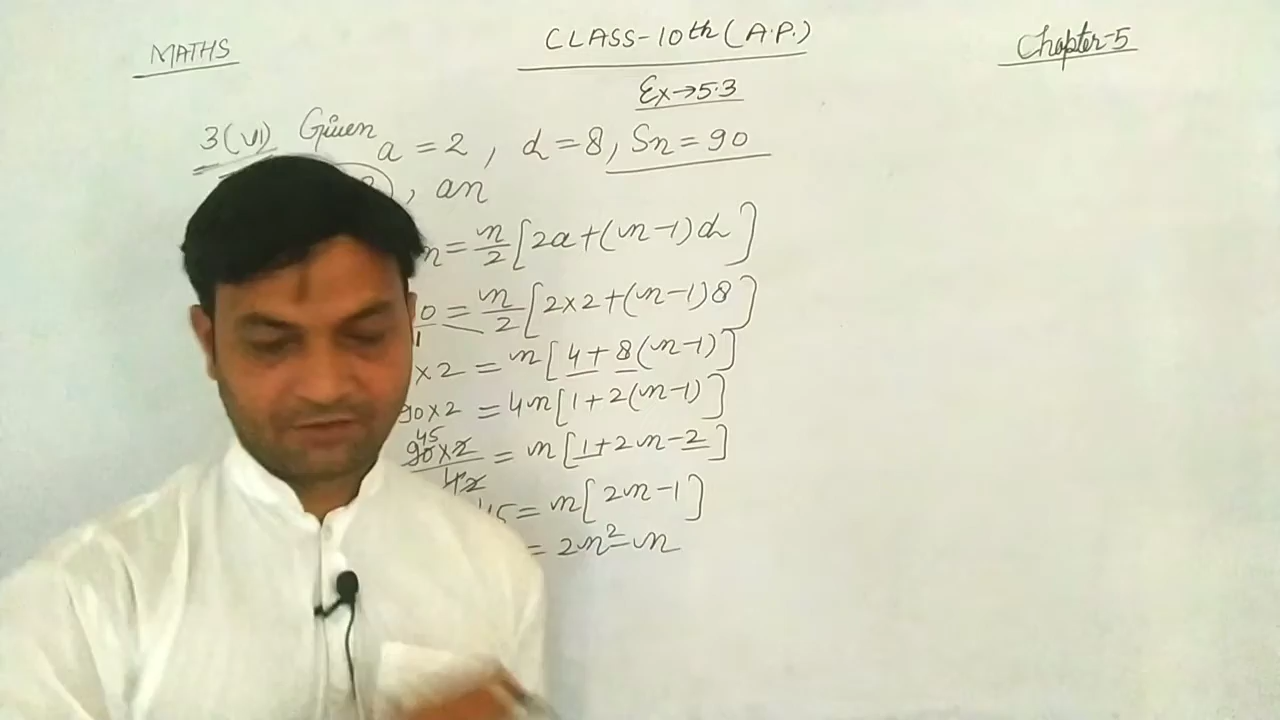 MATHS
CLASS-10th (A.P.)
Chapter-5
Ex→5.3
3(VI) Given
a = 2, d = 8, Sn = 90
, an
n = n/2 [2a + (n-1)d]
0 = n/2 [2×2 + (n-1)8]
1
×2 = n[4 + 8(n-1)]
90×2 = 4n[1 + 2(n-1)]
45
90×2/42 = n[1 + 2n - 2]
45 = n[2n - 1]
= 2n² - n